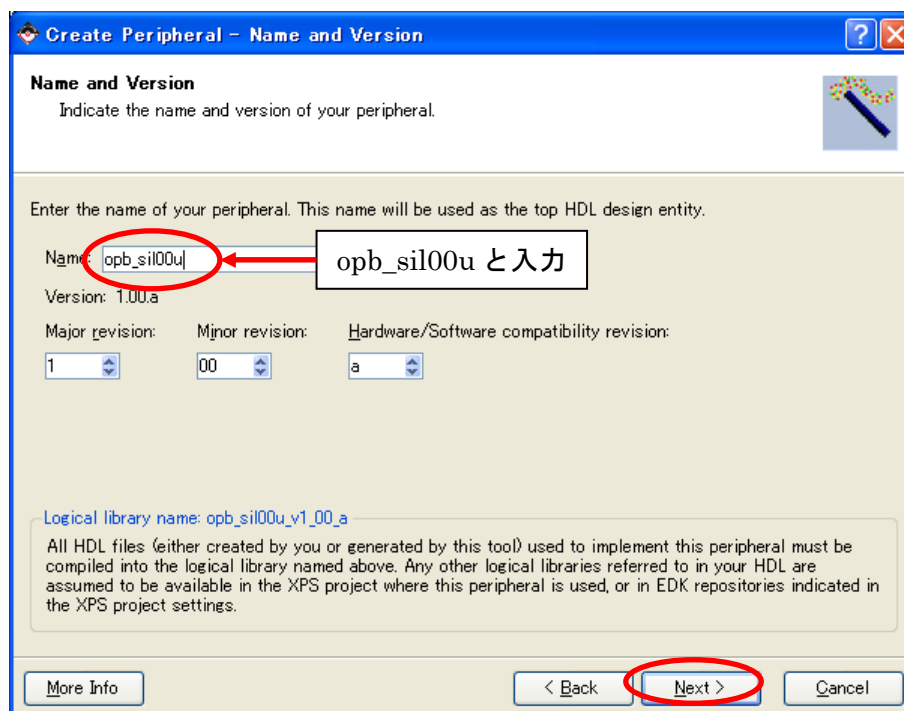 Create Peripheral - Name and Version
Name and Version
Indicate the name and version of your peripheral.
Enter the name of your peripheral. This name will be used as the top HDL design entity.
Name: opb_sil00u
opb_sil00u と入力
Version: 1.00.a
Major revision: Minor revision: Hardware/Software compatibility revision:
1 00 a
Logical library name: opb_sil00u_v1_00_a
All HDL files (either created by you or generated by this tool) used to implement this peripheral must be
compiled into the logical library named above. Any other logical libraries referred to in your HDL are
assumed to be available in the XPS project where this peripheral is used, or in EDK repositories indicated in
the XPS project settings.
More Info < Back Next > Cancel